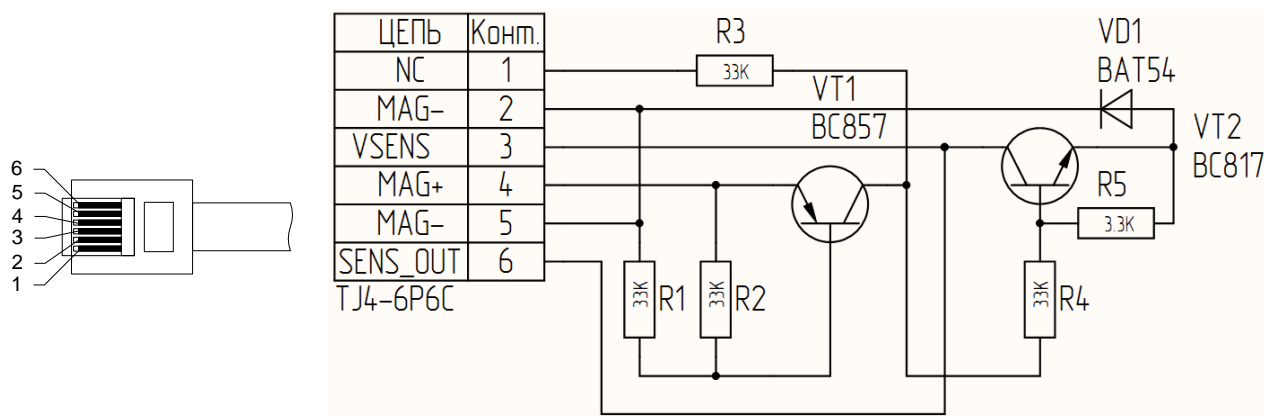 6
5
4
3
2
1
ЦЕПЬ Конт.
NC 1
MAG- 2
VSENS 3
MAG+ 4
MAG- 5
SENS_OUT 6
TJ4-6P6C
R3
33K
VT1
BC857
VD1
BAT54
VT2
BC817
R5
3.3K
33K R1
33K R2
33K R4